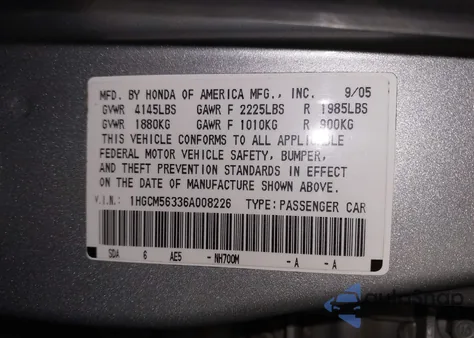 MFD. BY HONDA OF AMERICA MFG., INC. 9/05
GVWR 4145LBS GAWR F 2225LBS R 1985LBS
GVWR 1880KG GAWR F 1010KG R 900KG
THIS VEHICLE CONFORMS TO ALL APPLICABLE
FEDERAL MOTOR VEHICLE SAFETY, BUMPER,
AND THEFT PREVENTION STANDARDS IN EFFECT
ON THE DATE OF MANUFACTURE SHOWN ABOVE.
V.I.N.: 1HGCM56336A008226 TYPE: PASSENGER CAR
SDA 6 AE5 - NH700M - A - A
autosnap